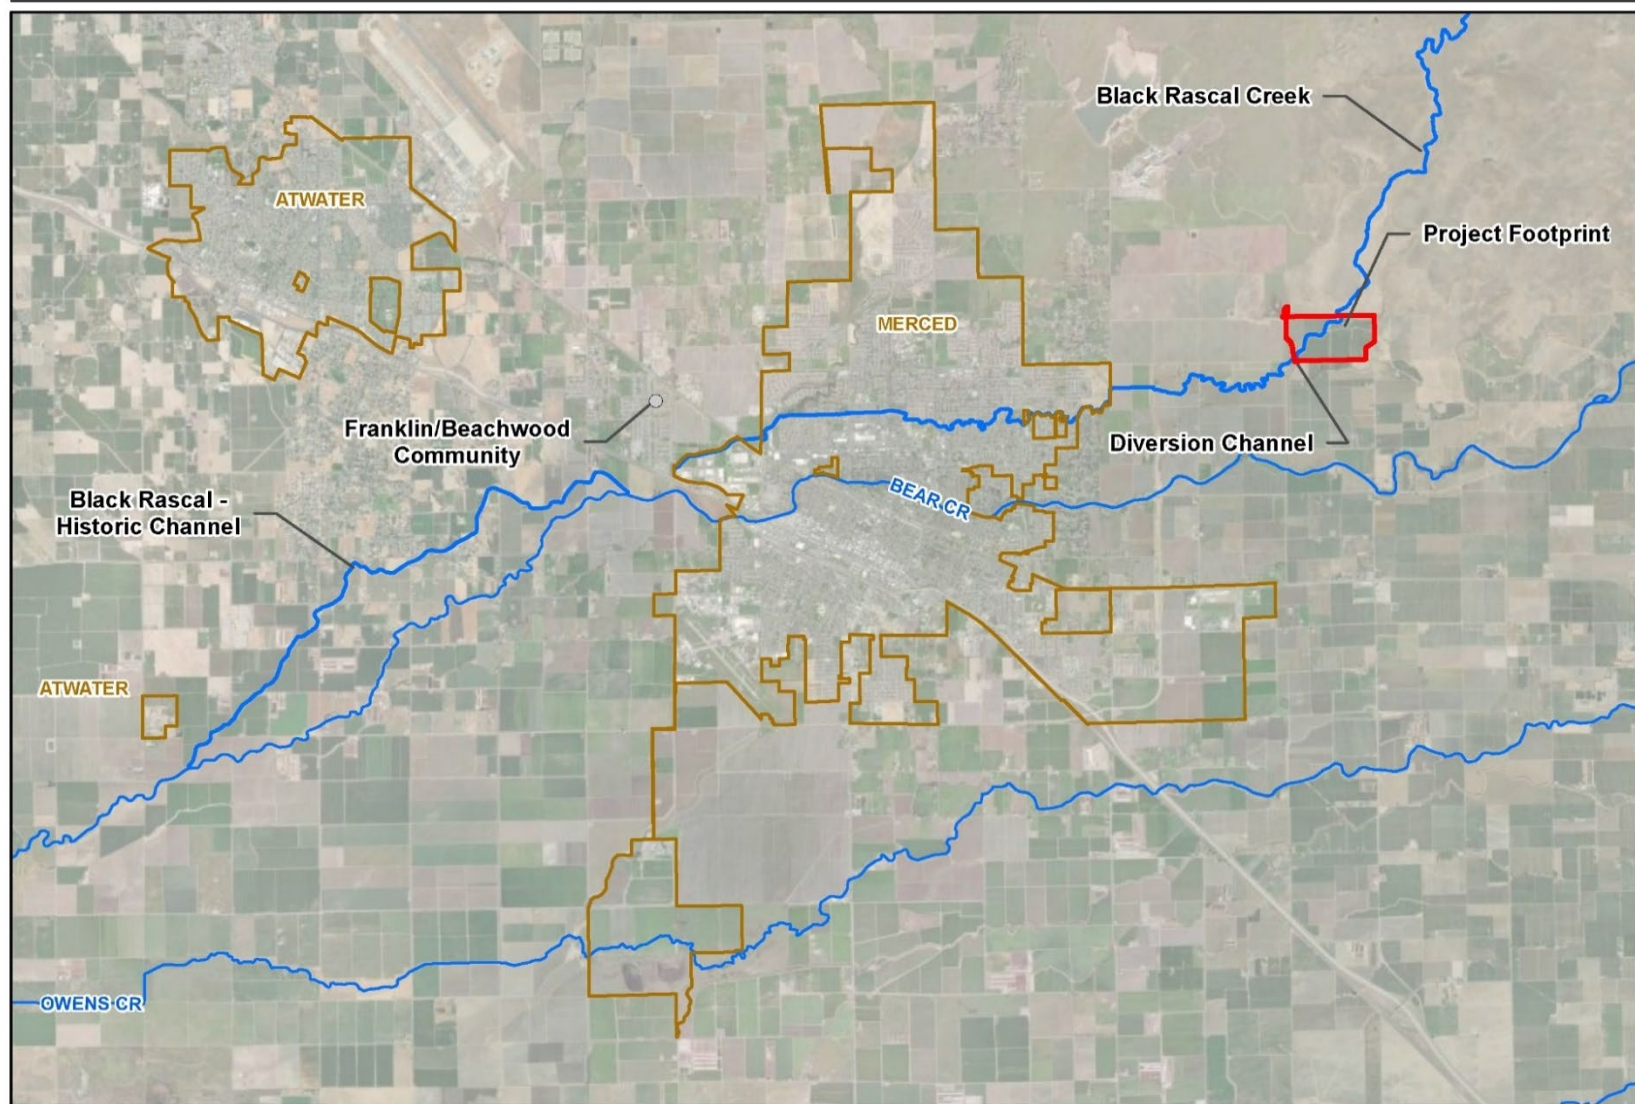 Black Rascal Creek
ATWATER
Project Footprint
MERCED
Franklin/Beachwood
Community
Diversion Channel
BEAR CR
Black Rascal -
Historic Channel
ATWATER
OWENS CR